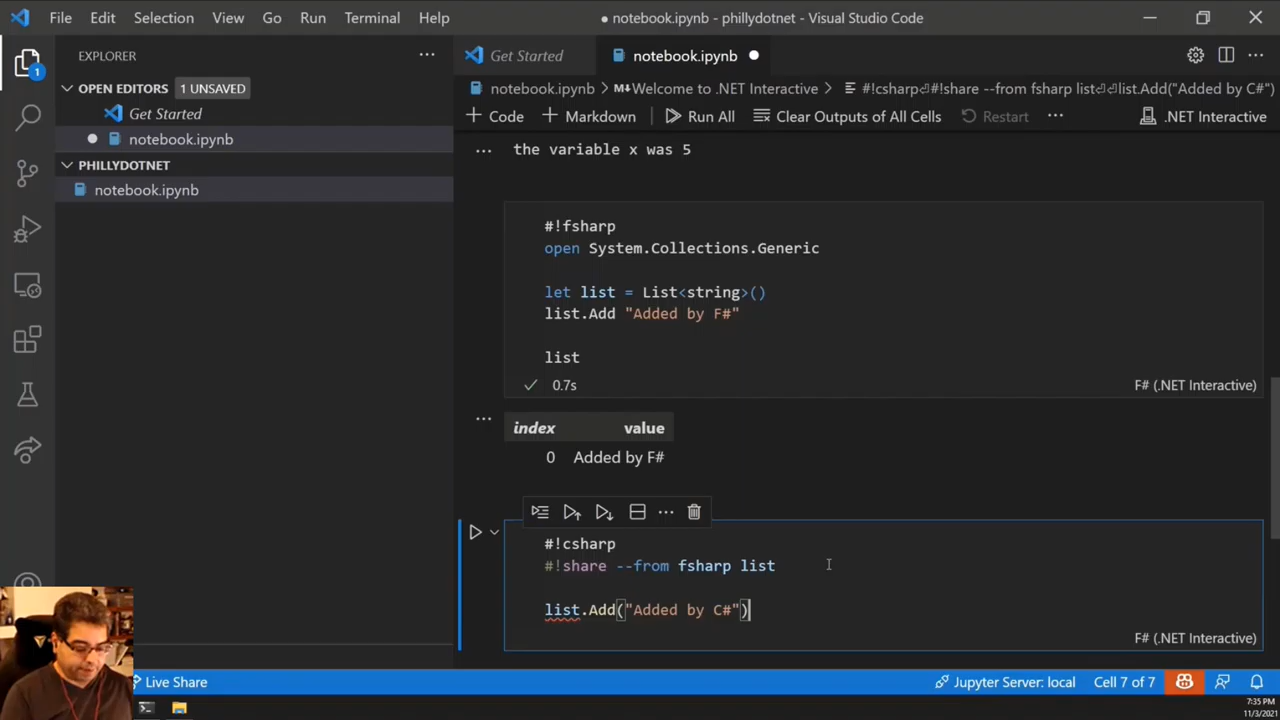 File Edit Selection View Go Run Terminal Help
● notebook.ipynb - phillydotnet - Visual Studio Code
EXPLORER
OPEN EDITORS 1 UNSAVED
Get Started
notebook.ipynb
PHILLYDOTNET
notebook.ipynb
1
Get Started
notebook.ipynb
notebook.ipynb > M↓Welcome to .NET Interactive > #!csharp⏎#!share --from fsharp list⏎⏎list.Add("Added by C#")
+ Code + Markdown Run All Clear Outputs of All Cells Restart ... .NET Interactive
the variable x was 5
#!fsharp
open System.Collections.Generic
let list = List<string>()
list.Add "Added by F#"
list
0.7s
F# (.NET Interactive)
index value
0 Added by F#
#!csharp
#!share --from fsharp list
list.Add("Added by C#")
F# (.NET Interactive)
Live Share
Jupyter Server: local Cell 7 of 7
7:35 PM
11/3/2021